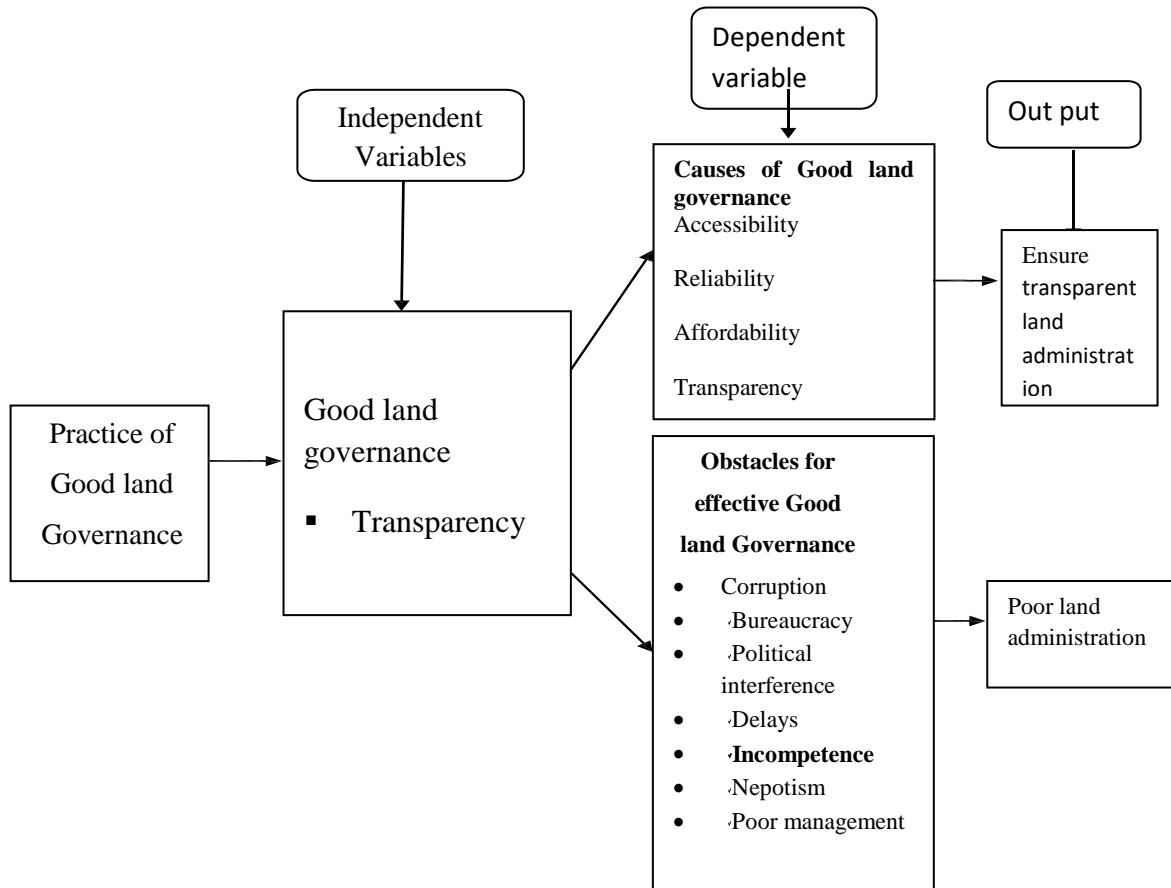 Dependent
variable
Independent
Variables
Out put
Causes of Good land
governance
Accessibility
Reliability
Affordability
Transparency
Ensure
transparent
land
administrat
ion
Practice of
Good land
Governance
Good land
governance
▪ Transparency
Obstacles for
effective Good
land Governance
• Corruption
• Bureaucracy
• Political
interference
• Delays
• Incompetence
• Nepotism
• Poor management
Poor land
administration